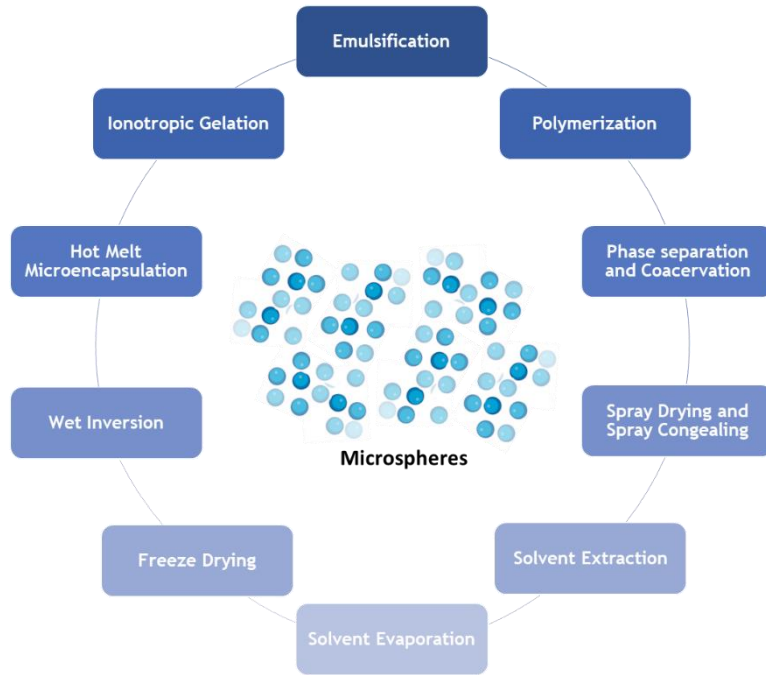 Emulsification
Polymerization
Phase separation
and Coacervation
Spray Drying and
Spray Congealing
Solvent Extraction
Solvent Evaporation
Freeze Drying
Wet Inversion
Hot Melt
Microencapsulation
Ionotropic Gelation
Microspheres